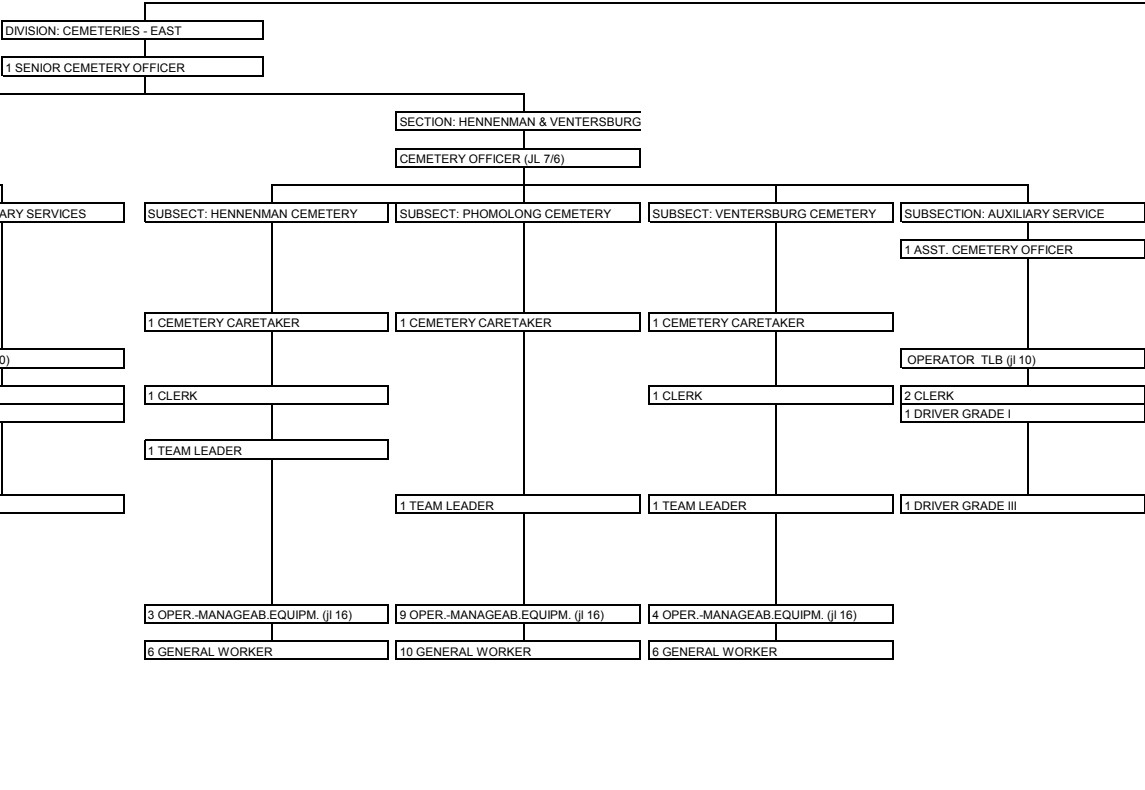 DIVISION: CEMETERIES - EAST
1 SENIOR CEMETERY OFFICER
SECTION: HENNENMAN & VENTERSBURG
CEMETERY OFFICER (JL 7/6)
ARY SERVICES
SUBSECT: HENNENMAN CEMETERY
SUBSECT: PHOMOLONG CEMETERY
SUBSECT: VENTERSBURG CEMETERY
SUBSECTION: AUXILIARY SERVICE
1 ASST. CEMETERY OFFICER
1 CEMETERY CARETAKER
1 CEMETERY CARETAKER
1 CEMETERY CARETAKER
0)
OPERATOR TLB (jl 10)
1 CLERK
1 CLERK
2 CLERK
1 DRIVER GRADE I
1 TEAM LEADER
1 TEAM LEADER
1 TEAM LEADER
1 DRIVER GRADE III
3 OPER.-MANAGEAB.EQUIPM. (jl 16)
9 OPER.-MANAGEAB.EQUIPM. (jl 16)
4 OPER.-MANAGEAB.EQUIPM. (jl 16)
6 GENERAL WORKER
10 GENERAL WORKER
6 GENERAL WORKER